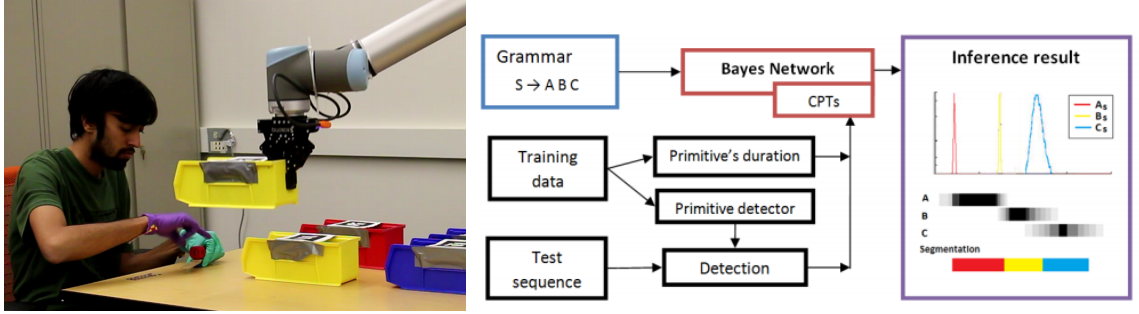 Grammar
S → A B C
Bayes Network
CPTs
Training
data
Primitive's duration
Primitive detector
Test
sequence
Detection
Inference result
As
Bs
Cs
A
B
C
Segmentation